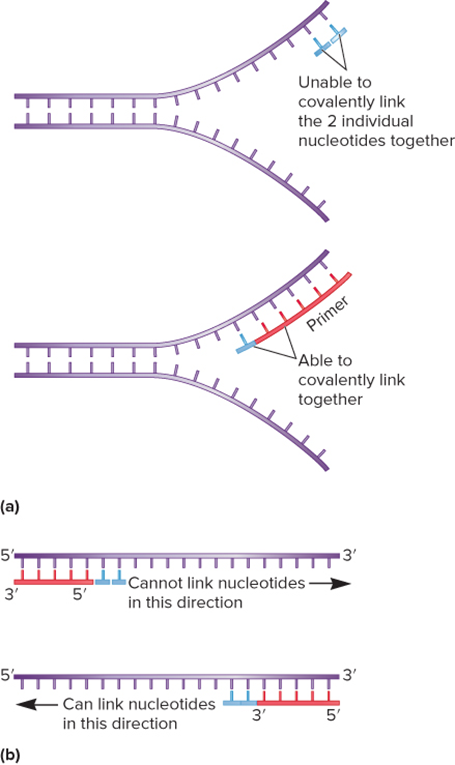 Unable to
covalently link
the 2 individual
nucleotides together
Primer
Able to
covalently link
together
(a)
5′ 3′
Cannot link nucleotides
3′ 5′ in this direction
5′ 3′
Can link nucleotides
in this direction 3′ 5′
(b)